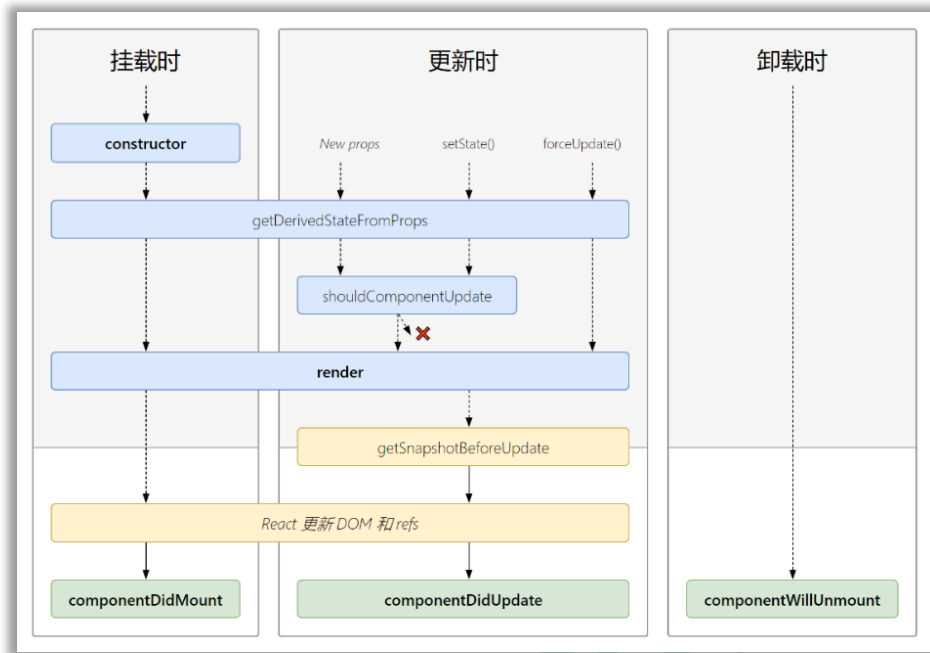 挂载时
更新时
卸载时
constructor
New props
setState()
forceUpdate()
getDerivedStateFromProps
shouldComponentUpdate
render
getSnapshotBeforeUpdate
React 更新 DOM 和 refs
componentDidMount
componentDidUpdate
componentWillUnmount